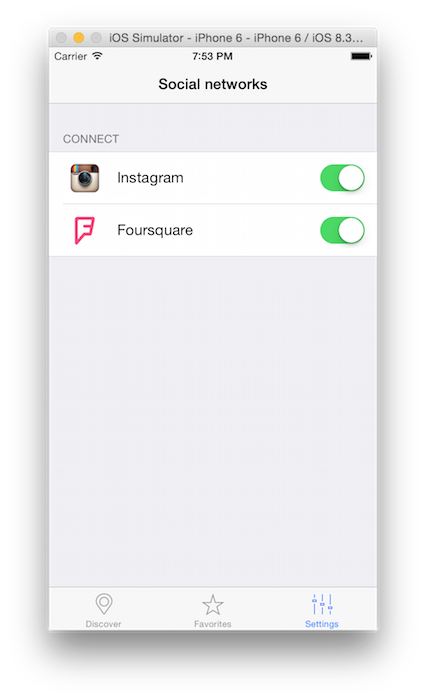 iOS Simulator - iPhone 6 - iPhone 6 / iOS 8.3...
Carrier 7:53 PM
Social networks
CONNECT
Instagram
Foursquare
Discover Favorites Settings